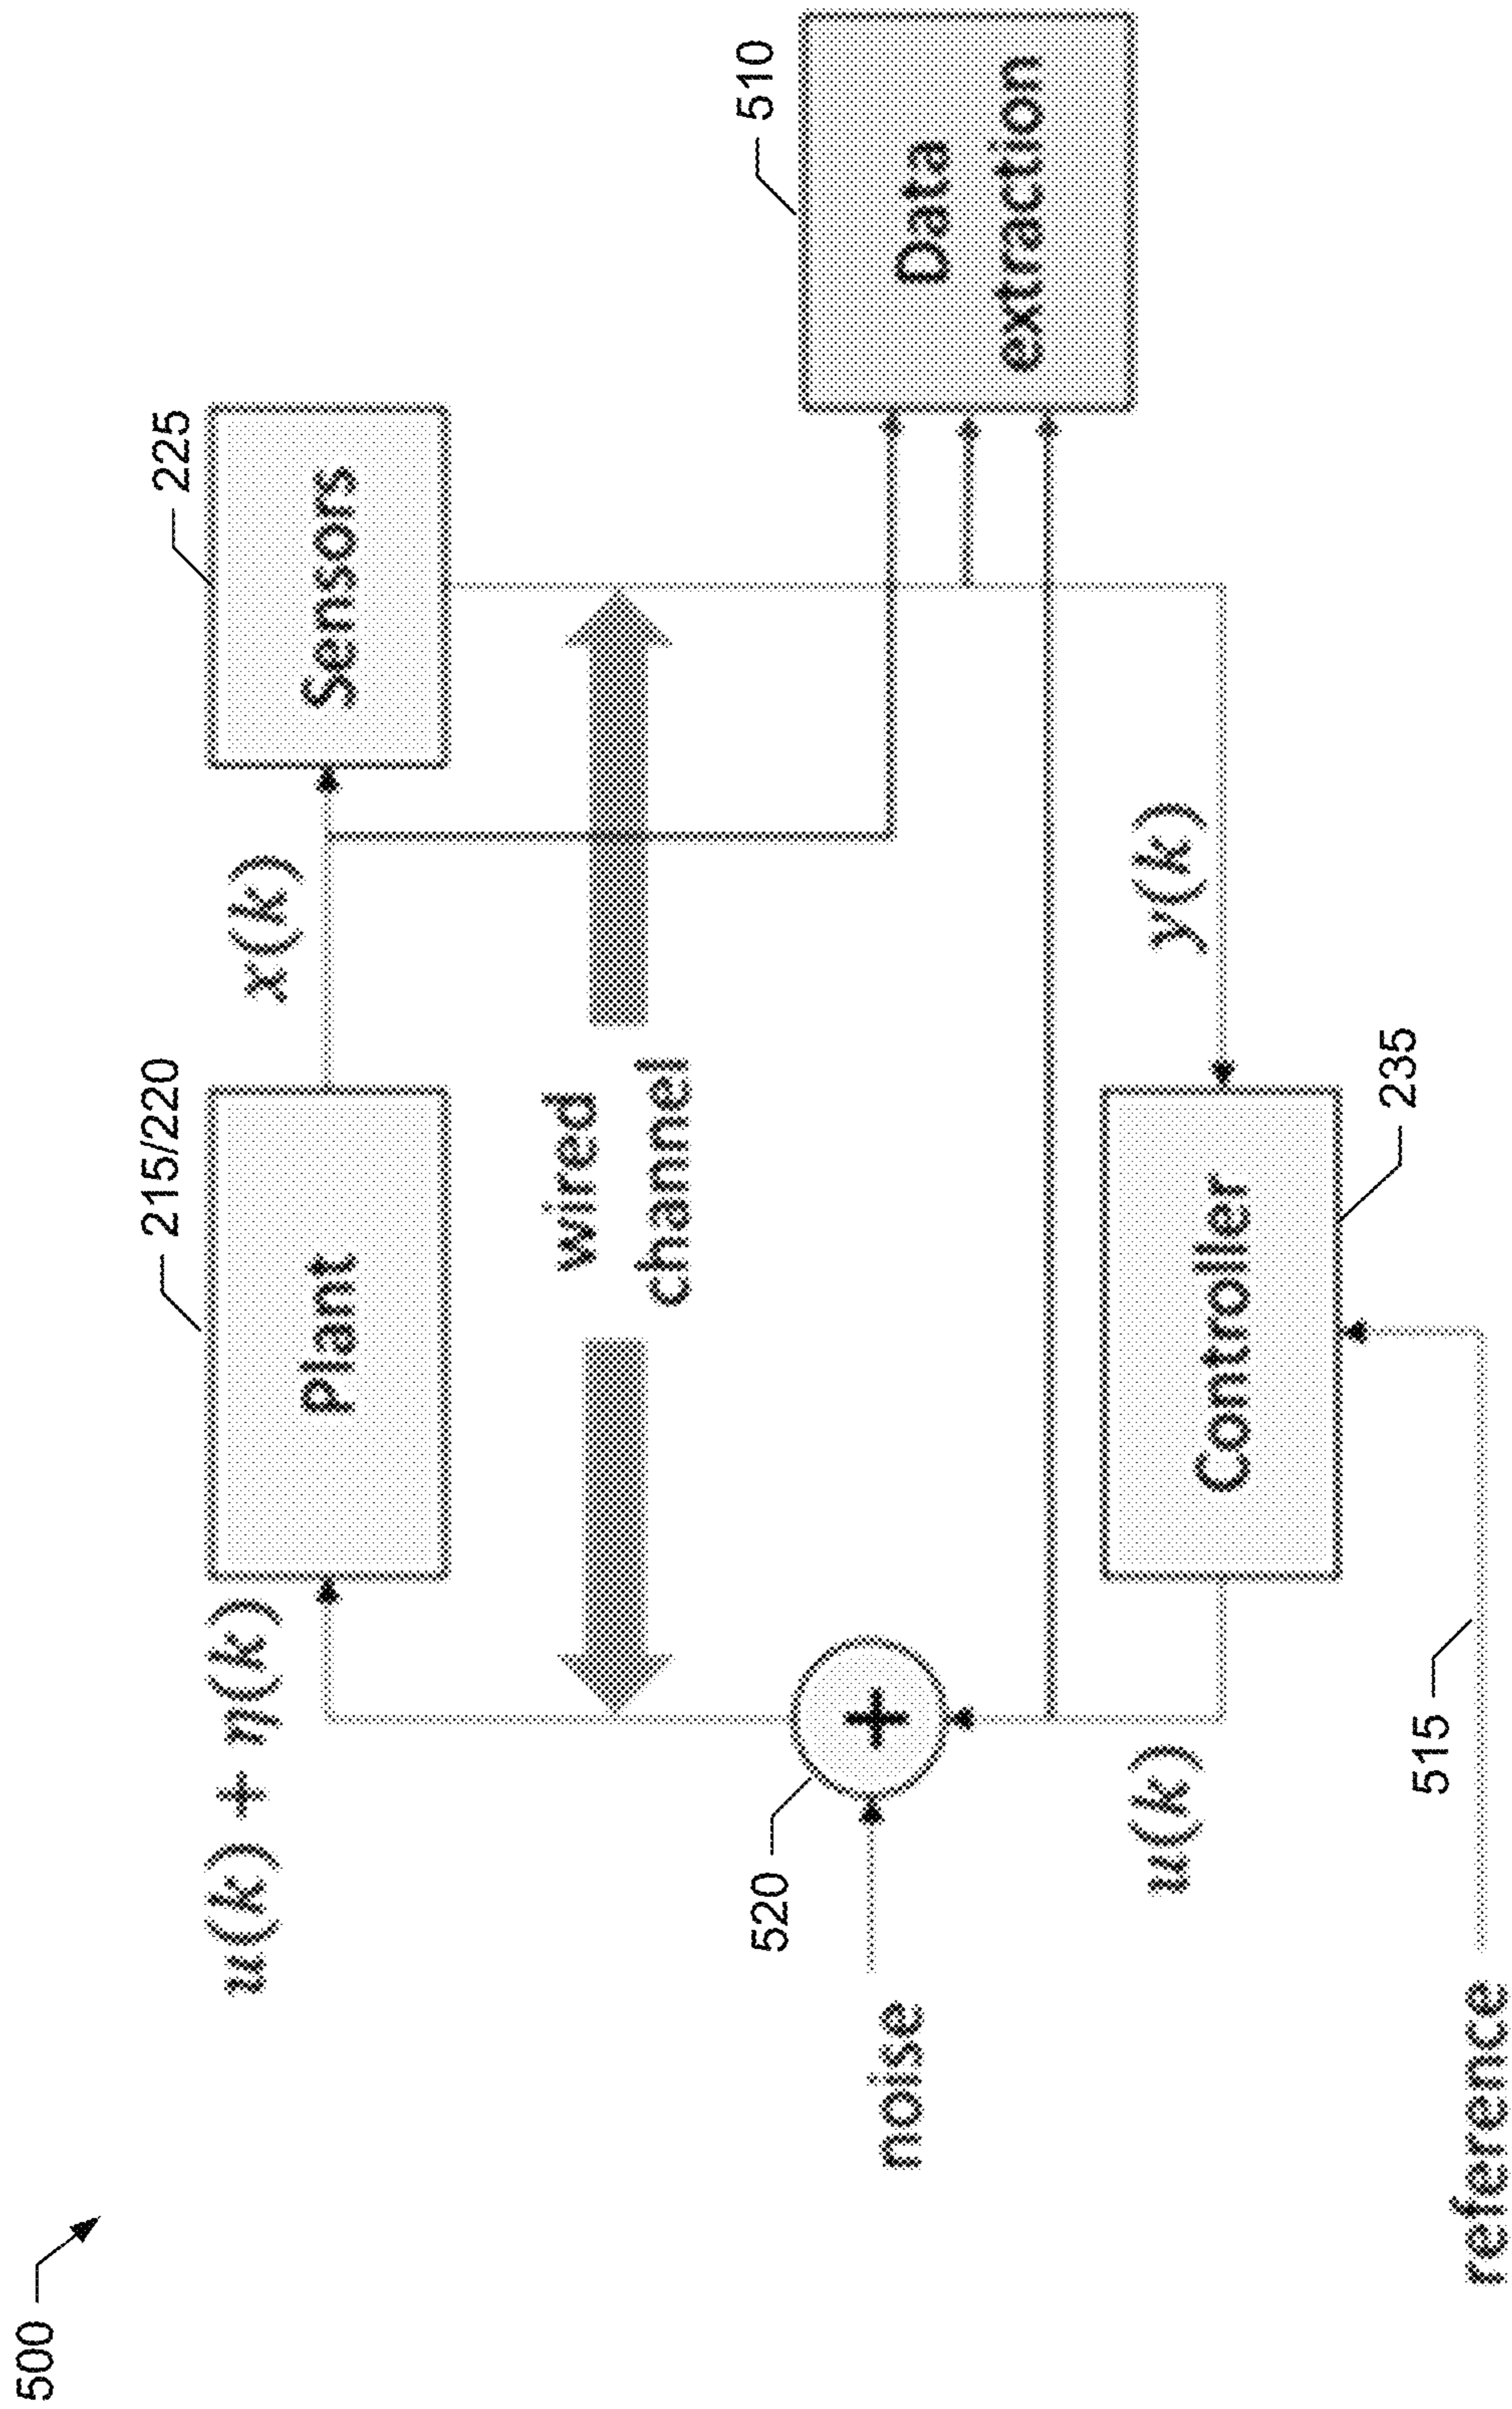 500
215/220
225
u(k) + η(k)
Plant
x(k)
Sensors
wired
channel
510
Data
extraction
520
+
noise
u(k)
Controller
y(k)
235
515
reference